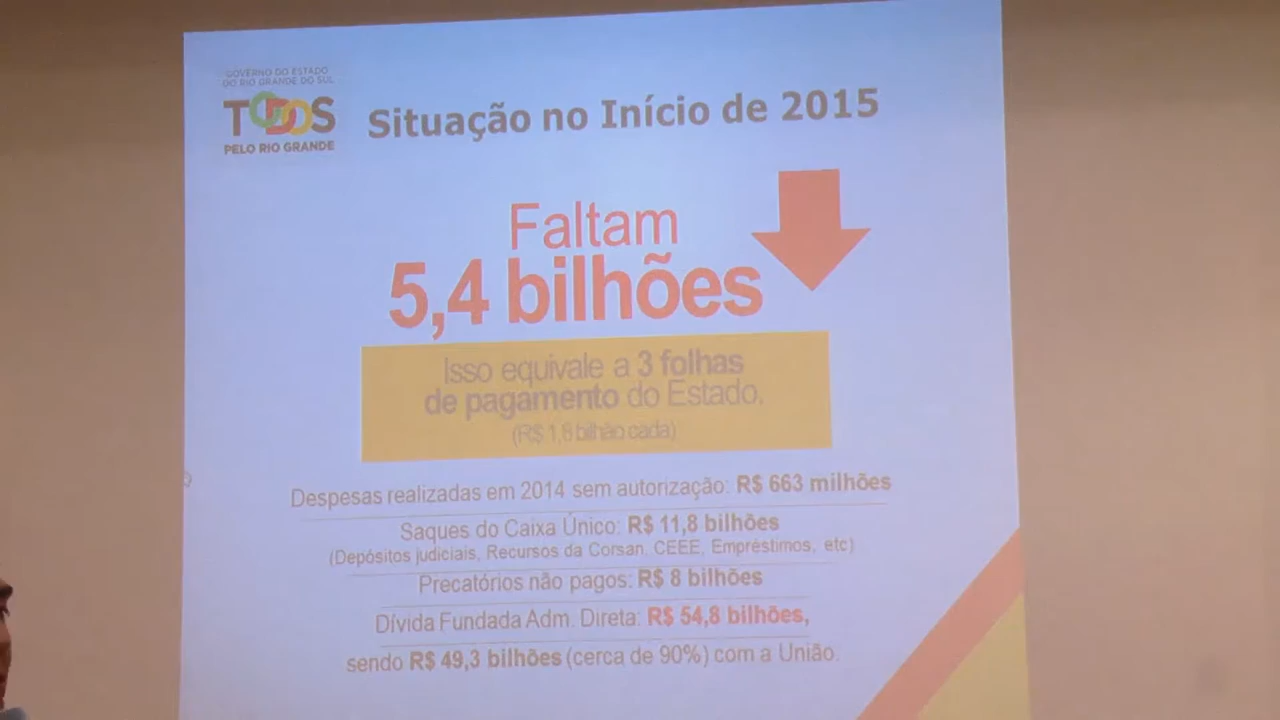 GOVERNO DO ESTADO
DO RIO GRANDE DO SUL
TODOS
PELO RIO GRANDE
Situação no Início de 2015
Faltam
5,4 bilhões
Isso equivale a 3 folhas
de pagamento do Estado.
(R$ 1,8 bilhão cada)
Despesas realizadas em 2014 sem autorização: R$ 663 milhões
Saques do Caixa Único: R$ 11,8 bilhões
(Depósitos judiciais, Recursos da Corsan, CEEE, Empréstimos, etc)
Precatórios não pagos: R$ 8 bilhões
Dívida Fundada Adm. Direta: R$ 54,8 bilhões,
sendo R$ 49,3 bilhões (cerca de 90%) com a União.